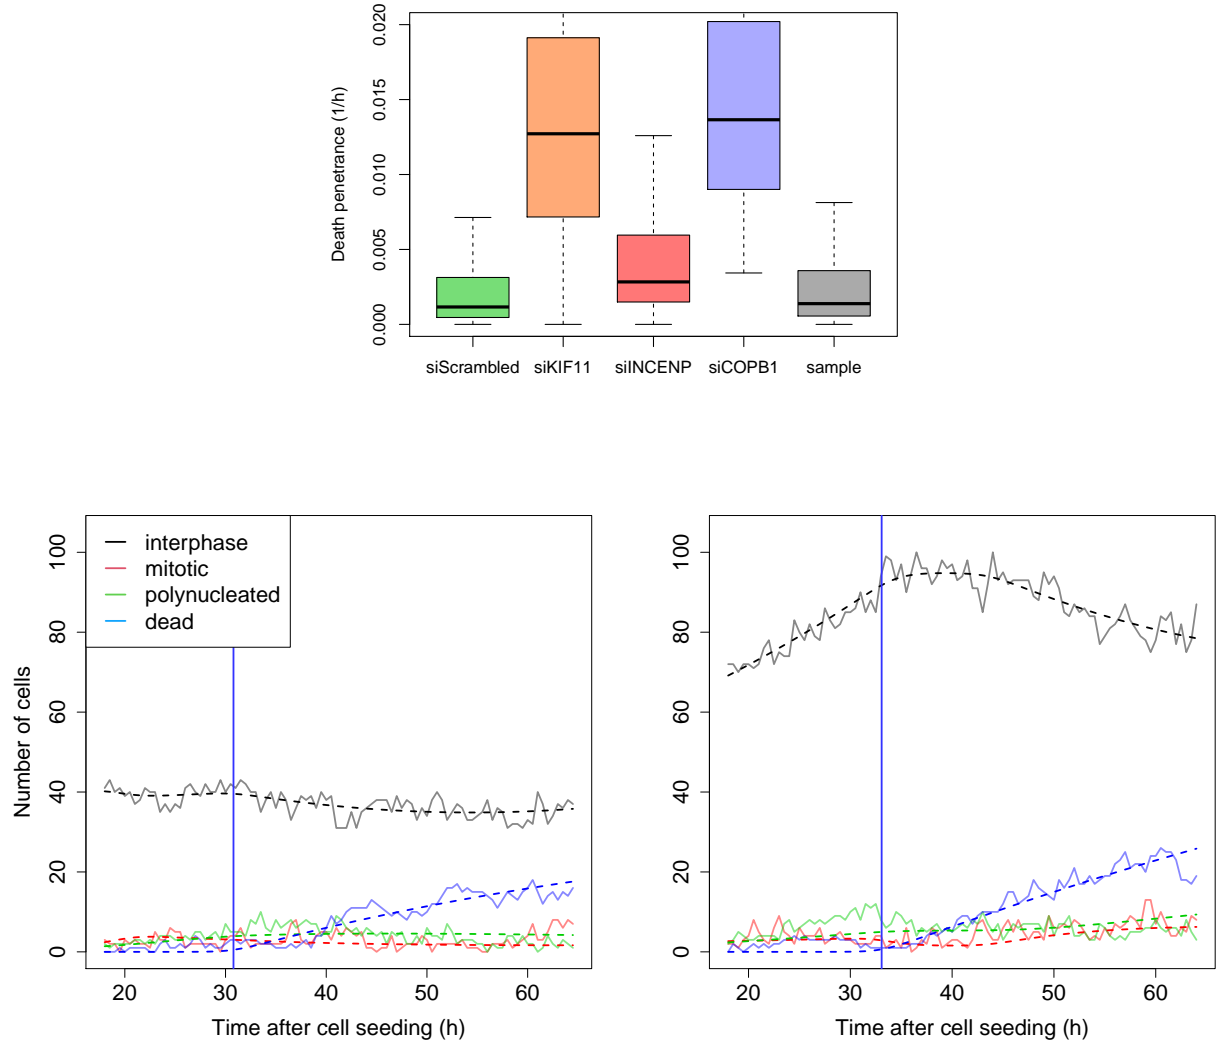 Death penetrance (1/h)
0.020
0.015
0.010
0.005
0.000
siScrambled siKIF11 siINCENP siCOPB1 sample
Number of cells
100
80
60
40
20
0
interphase
mitotic
polynucleated
dead
20 30 40 50 60
Time after cell seeding (h)
100
80
60
40
20
0
20 30 40 50 60
Time after cell seeding (h)